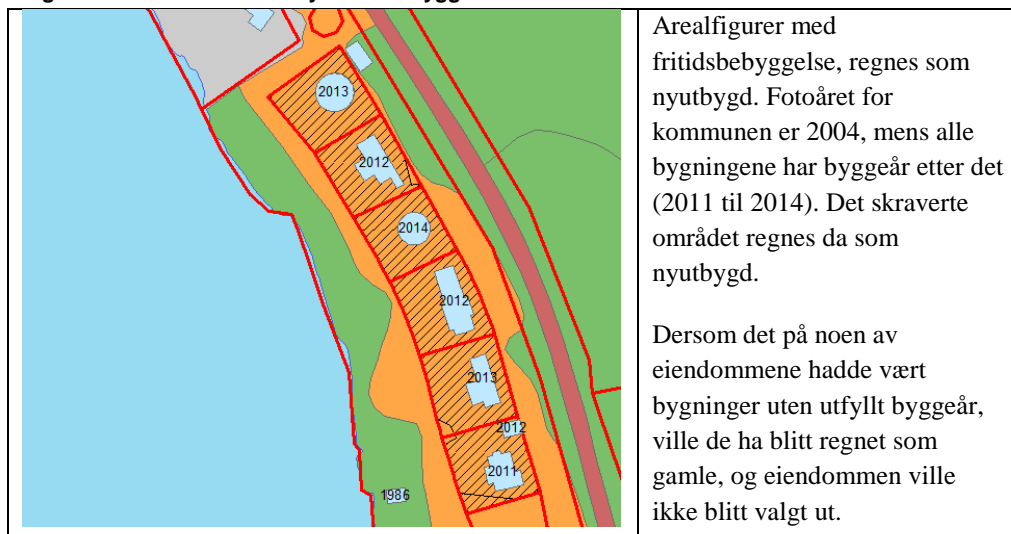 2013
2012
2014
2012
2013
2012
2011
1986
Arealfigurer med
fritidsbebyggelse, regnes som
nyutbygd. Fotoåret for
kommunen er 2004, mens alle
bygningene har byggeår etter det
(2011 til 2014). Det skraverte
området regnes da som
nyutbygd.
Dersom det på noen av
eiendommene hadde vært
bygninger uten utfyllt byggeår,
ville de ha blitt regnet som
gamle, og eiendommen ville
ikke blitt valgt ut.